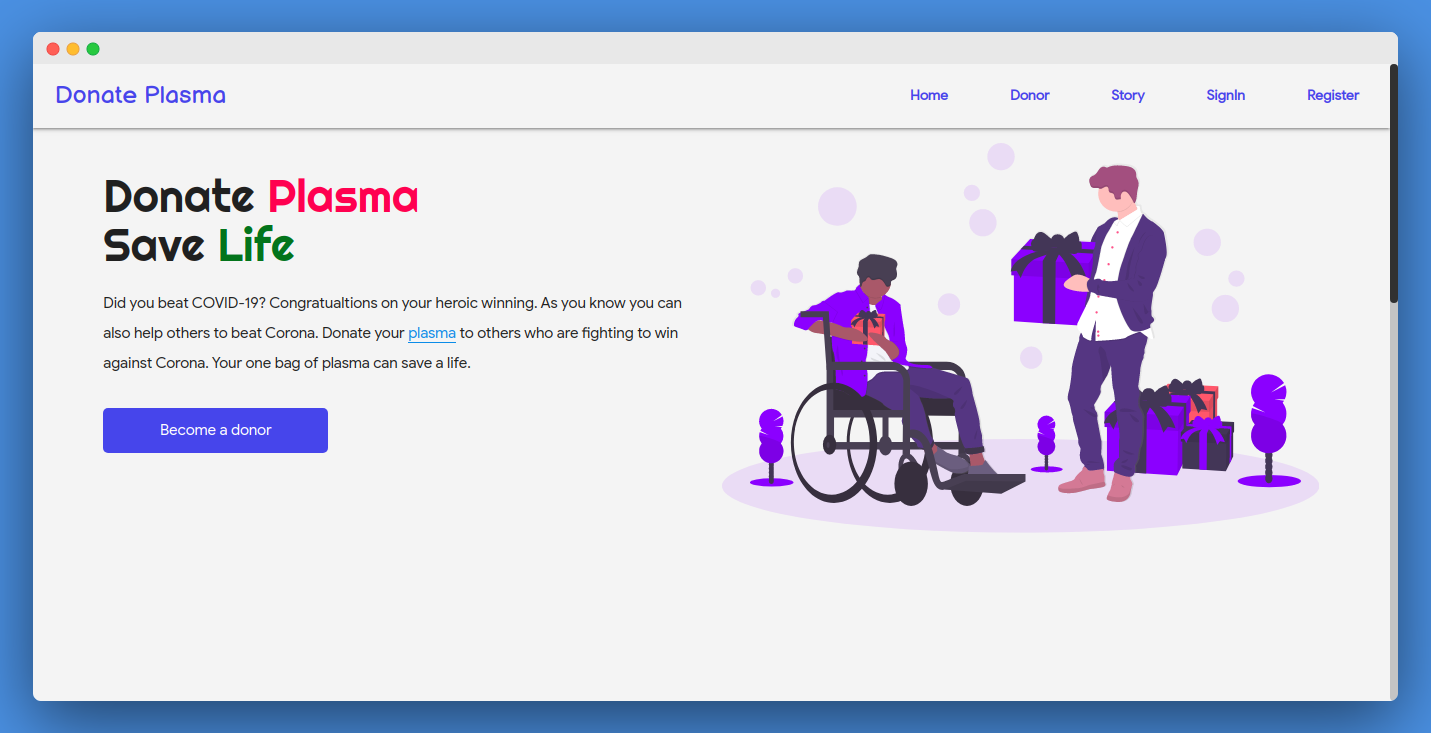 Donate Plasma
Home Donor Story SignIn Register
Donate Plasma
Save Life
Did you beat COVID-19? Congratualtions on your heroic winning. As you know you can
also help others to beat Corona. Donate your plasma to others who are fighting to win
against Corona. Your one bag of plasma can save a life.
Become a donor